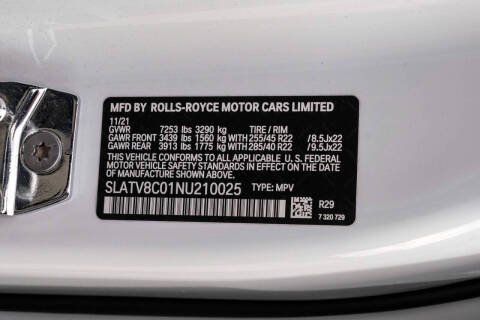 MFD BY ROLLS-ROYCE MOTOR CARS LIMITED
11/21
GVWR 7253 lbs 3290 kg TIRE / RIM
GAWR FRONT 3439 lbs 1560 kg 255/45 R22 / 8.5Jx22
GAWR REAR 3913 lbs 1775 kg 285/40 R22 / 9.5Jx22
THIS VEHICLE CONFORMS TO ALL APPLICABLE
U. S. FEDERAL MOTOR VEHICLE SAFETY STANDARDS
IN EFFECT ON THE DATE OF MANUFACTURE
SHOWN ABOVE.
SLATV8C01NU210025 TYPE: MPV
R29
7 320 729